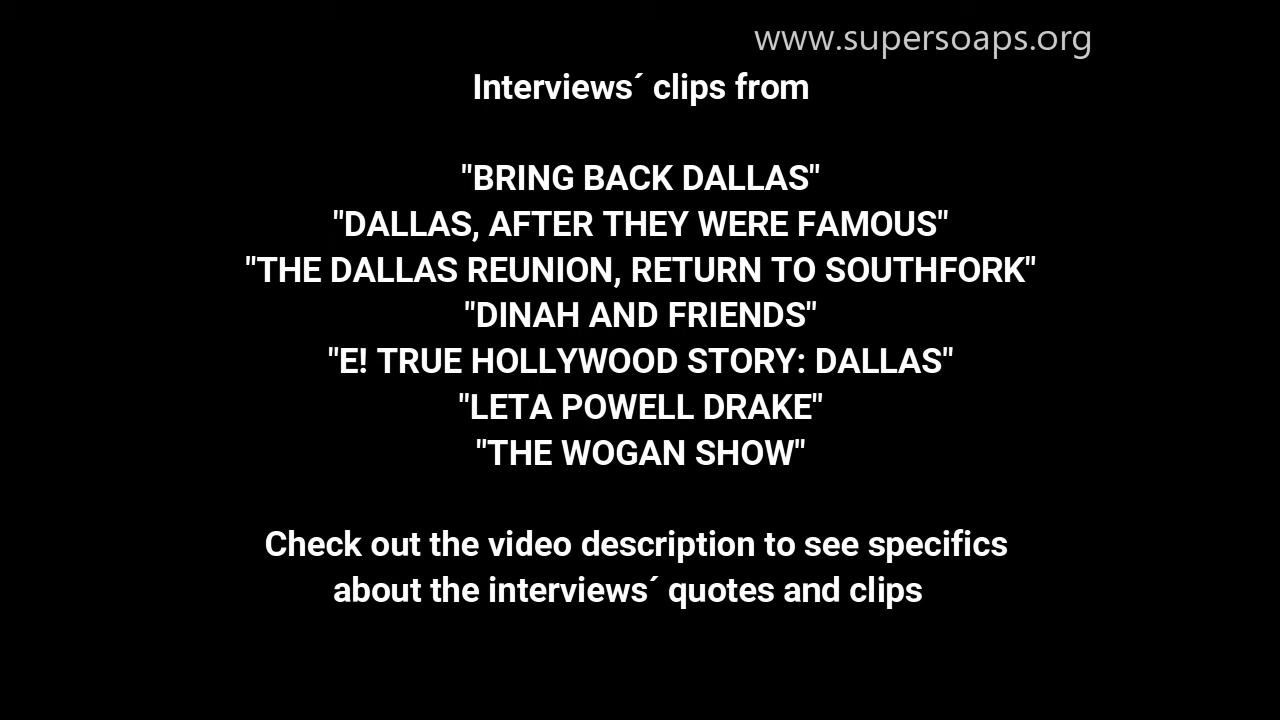 www.supersoaps.org
Interviews´ clips from
"BRING BACK DALLAS"
"DALLAS, AFTER THEY WERE FAMOUS"
"THE DALLAS REUNION, RETURN TO SOUTHFORK"
"DINAH AND FRIENDS"
"E! TRUE HOLLYWOOD STORY: DALLAS"
"LETA POWELL DRAKE"
"THE WOGAN SHOW"
Check out the video description to see specifics
about the interviews´ quotes and clips